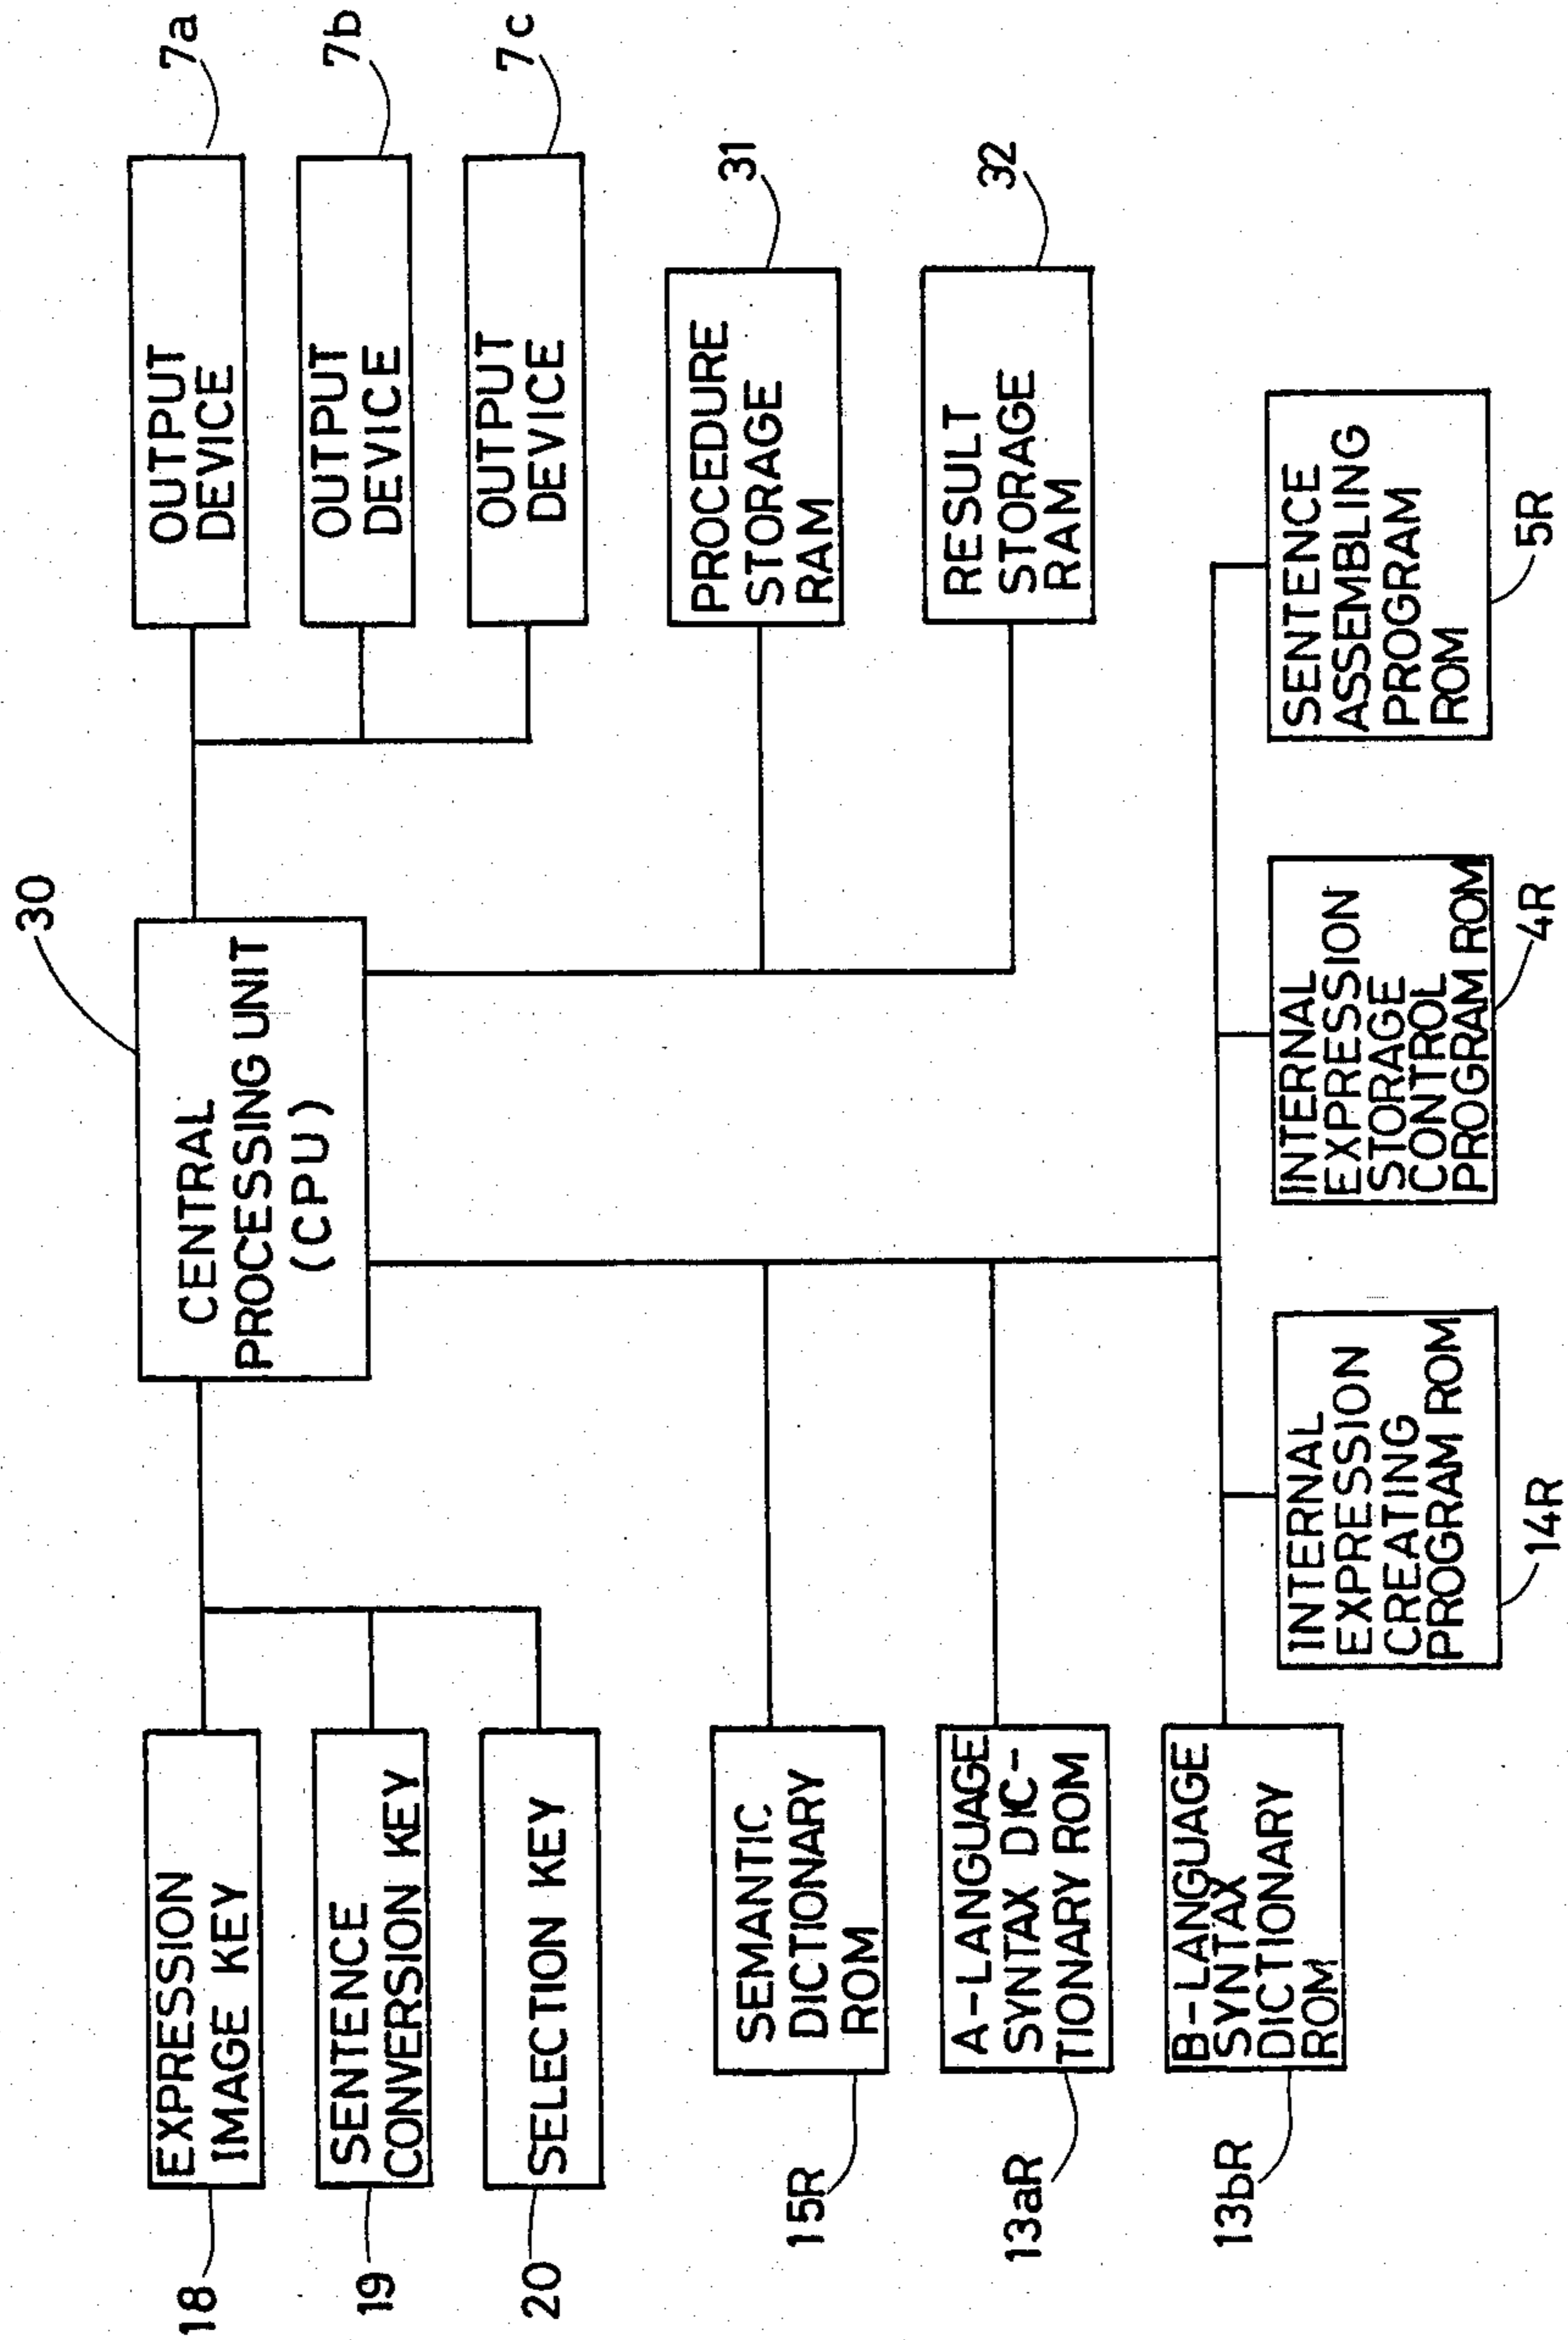 30
CENTRAL
PROCESSING UNIT
(CPU)
18
EXPRESSION
IMAGE KEY
19
SENTENCE
CONVERSION KEY
20
SELECTION KEY
OUTPUT
DEVICE
7a
OUTPUT
DEVICE
7b
OUTPUT
DEVICE
7c
15R
SEMANTIC
DICTIONARY
ROM
13aR
A-LANGUAGE
SYNTAX DIC-
TIONARY ROM
13bR
B-LANGUAGE
SYNTAX
DICTIONARY
ROM
PROCEDURE
STORAGE
RAM
31
RESULT
STORAGE
RAM
32
INTERNAL
EXPRESSION
CREATING
PROGRAM ROM
14R
INTERNAL
EXPRESSION
STORAGE
CONTROL
PROGRAM ROM
4R
SENTENCE
ASSEMBLING
PROGRAM
ROM
5R